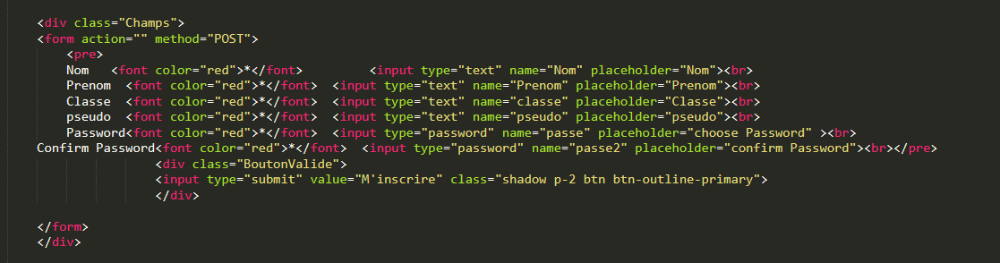 <div class="Champs">
<form action="" method="POST">
<pre>
Nom   <font color="red">*</font>         <input type="text" name="Nom" placeholder="Nom"><br>
Prenom  <font color="red">*</font>  <input type="text" name="Prenom" placeholder="Prenom"><br>
Classe  <font color="red">*</font>  <input type="text" name="classe" placeholder="Classe"><br>
pseudo  <font color="red">*</font>  <input type="text" name="pseudo" placeholder="pseudo"><br>
Password<font color="red">*</font>  <input type="password" name="passe" placeholder="choose Password" ><br>
Confirm Password<font color="red">*</font>  <input type="password" name="passe2" placeholder="confirm Password"><br></pre>
<div class="BoutonValide">
<input type="submit" value="M'inscrire" class="shadow p-2 btn btn-outline-primary">
</div>
</form>
</div>